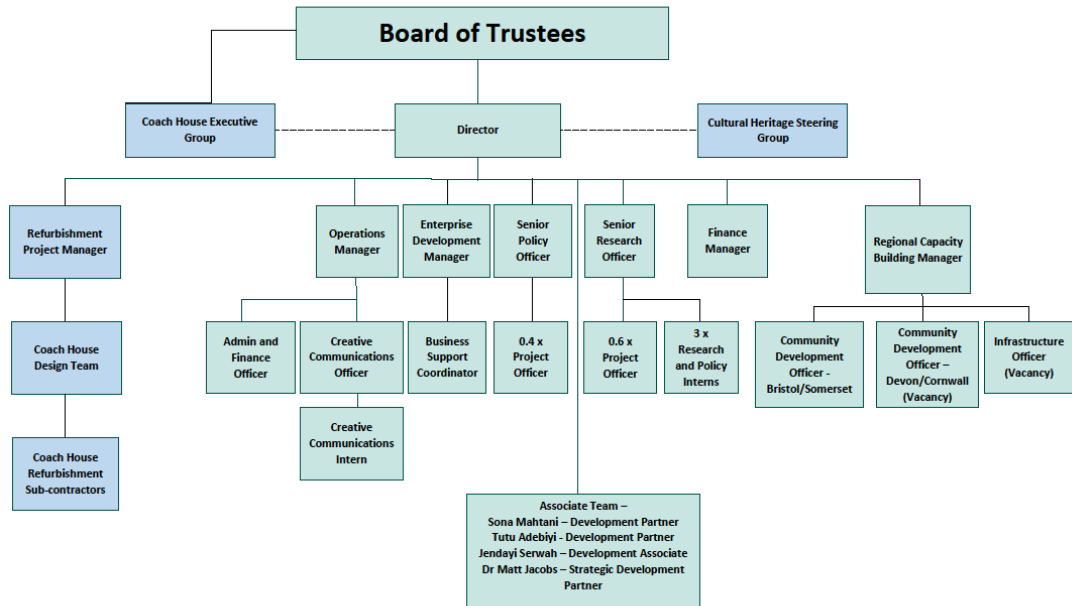 Board of Trustees
Coach House Executive
Group
Director
Cultural Heritage Steering
Group
Refurbishment
Project Manager
Operations
Manager
Enterprise
Development
Manager
Senior
Policy
Officer
Senior
Research
Officer
Finance
Manager
Regional Capacity
Building Manager
Coach House
Design Team
Admin and
Finance
Officer
Creative
Communications
Officer
Business
Support
Coordinator
0.4 x
Project
Officer
0.6 x
Project
Officer
3 x
Research
and Policy
Interns
Community
Development Officer -
Bristol/Somerset
Community
Development
Officer –
Devon/Cornwall
(Vacancy)
Infrastructure
Officer
(Vacancy)
Coach House
Refurbishment
Sub-contractors
Creative
Communications
Intern
Associate Team –
Sona Mahtani – Development Partner
Tutu Adebiyi - Development Partner
Jendayi Serwah – Development Associate
Dr Matt Jacobs – Strategic Development
Partner